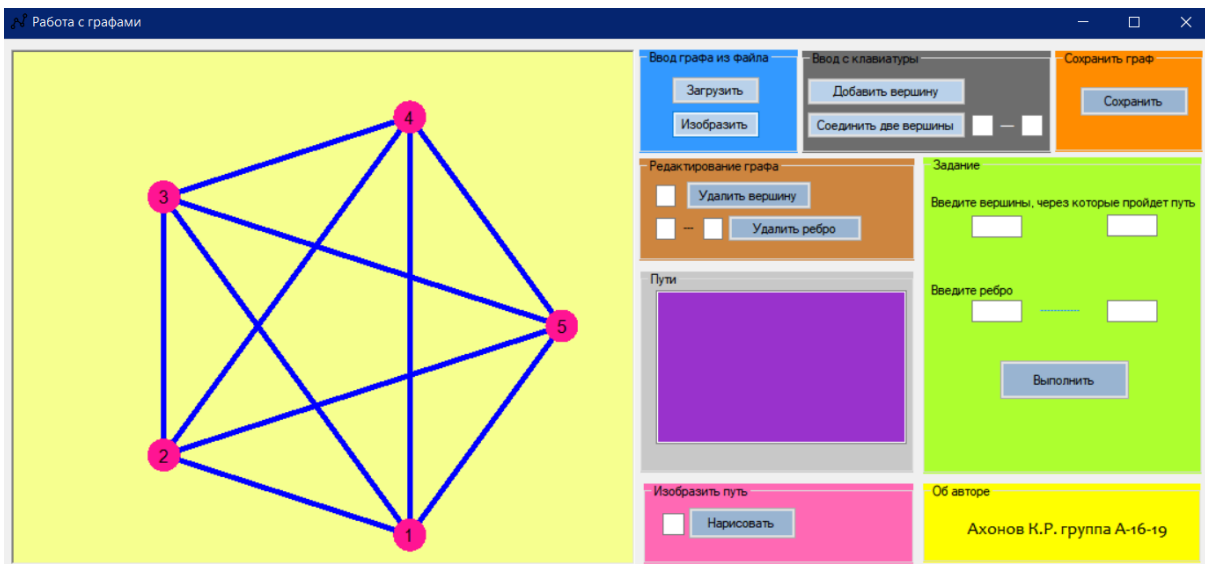 Работа с графами
4
3
5
2
1
Ввод графа из файла
Загрузить
Изобразить
Ввод с клавиатуры
Добавить вершину
Соединить две вершины —
Сохранить граф
Сохранить
Редактирование графа
Удалить вершину
--- Удалить ребро
Задание
Введите вершины, через которые пройдет путь
Введите ребро
-----------
Выполнить
Пути
Изобразить путь
Нарисовать
Об авторе
Ахонов К.Р. группа А-16-19